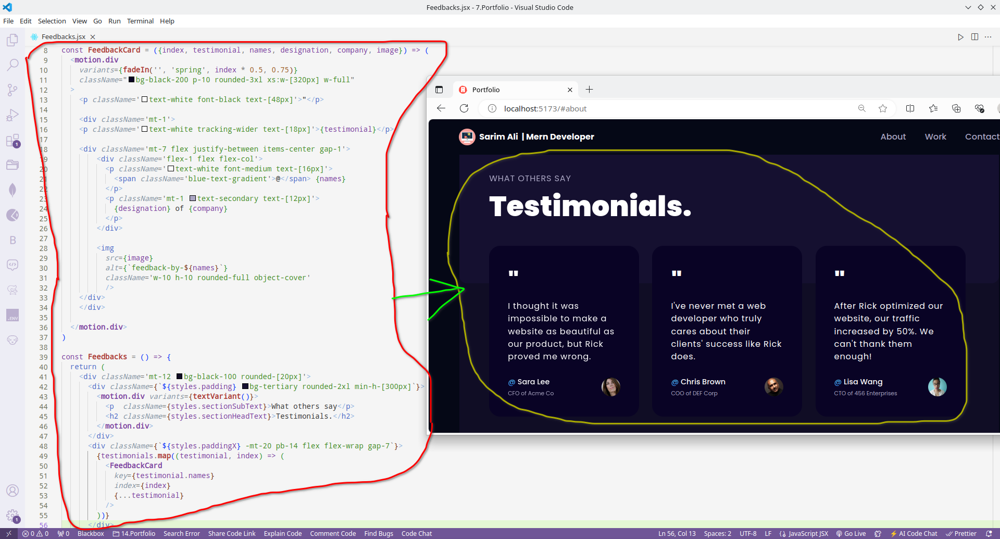 Feedbacks.jsx - 7.Portfolio - Visual Studio Code
File Edit Selection View Go Run Terminal Help
Feedbacks.jsx
8 const FeedbackCard = ({index, testimonial, names, designation, company, image}) => (
9 <motion.div
10 variants={fadeIn('', 'spring', index * 0.5, 0.75)}
11 className="bg-black-200 p-10 rounded-3xl xs:w-[320px] w-full"
12 >
13 <p className='text-white font-black text-[48px]'>"</p>
14
15 <div className='mt-1'>
16 <p className='text-white tracking-wider text-[18px]'>{testimonial}</p>
17
18 <div className='mt-7 flex justify-between items-center gap-1'>
19 <div className='flex-1 flex flex-col'>
20 <p className='text-white font-medium text-[16px]'>
21 <span className='blue-text-gradient'>@</span> {names}
22 </p>
23 <p className='mt-1 text-secondary text-[12px]'>
24 {designation} of {company}
25 </p>
26 </div>
27
28 <img
29 src={image}
30 alt={`feedback-by-${names}`}
31 className='w-10 h-10 rounded-full object-cover'
32 />
33 </div>
34 </div>
35
36 </motion.div>
37 )
38
39 const Feedbacks = () => {
40 return (
41 <div className='mt-12 bg-black-100 rounded-[20px]'>
42 <div className={`${styles.padding} bg-tertiary rounded-2xl min-h-[300px]`}>
43 <motion.div variants={textVariant()}>
44 <p className={styles.sectionSubText}>What others say</p>
45 <h2 className={styles.sectionHeadText}>Testimonials.</h2>
46 </motion.div>
47 </div>
48 <div className={`${styles.paddingX} -mt-20 pb-14 flex flex-wrap gap-7`}>
49 {testimonials.map((testimonial, index) => (
50 <FeedbackCard
51 key={testimonial.names}
52 index={index}
53 {...testimonial}
54 />
55 ))}
56 </div>
1
B
.ENV
1
Portfolio
localhost:5173/#about
Sarim Ali | Mern Developer
About Work Contact
WHAT OTHERS SAY
Testimonials.
"
I thought it was
impossible to make a
website as beautiful as
our product, but Rick
proved me wrong.
@ Sara Lee
CFO of Acme Co
"
I've never met a web
developer who truly
cares about their
clients' success like Rick
does.
@ Chris Brown
COO of DEF Corp
"
After Rick optimized our
website, our traffic
increased by 50%. We
can't thank them
enough!
@ Lisa Wang
CTO of 456 Enterprises
0 0 0 Blackbox 14.Portfolio Search Error Share Code Link Explain Code Comment Code Find Bugs Code Chat Ln 56, Col 13 Spaces: 2 UTF-8 LF JavaScript JSX Go Live AI Code Chat Prettier